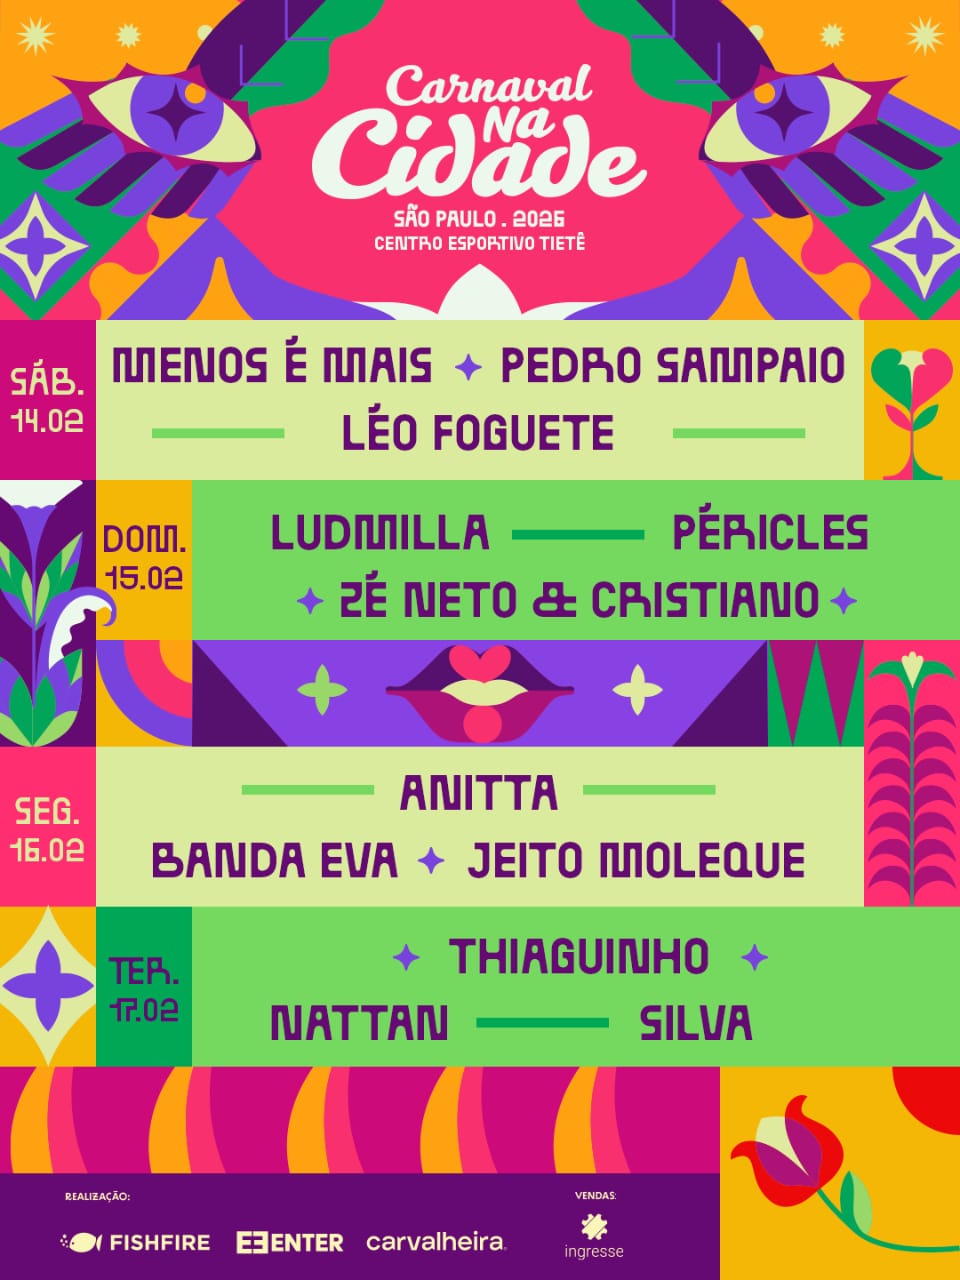 Carnaval
Na
Cidade
SÃO PAULO . 2026
CENTRO ESPORTIVO TIETÊ
SÁB.
14.02
MENOS É MAIS PEDRO SAMPAIO
LÉO FOGUETE
DOM.
15.02
LUDMILLA PÉRICLES
ZÉ NETO & CRISTIANO
SEG.
16.02
ANITTA
BANDA EVA JEITO MOLEQUE
TER.
17.02
THIAGUINHO
NATTAN SILVA
REALIZAÇÃO:
FISHFIRE ENTER carvalheira
VENDAS:
ingresse